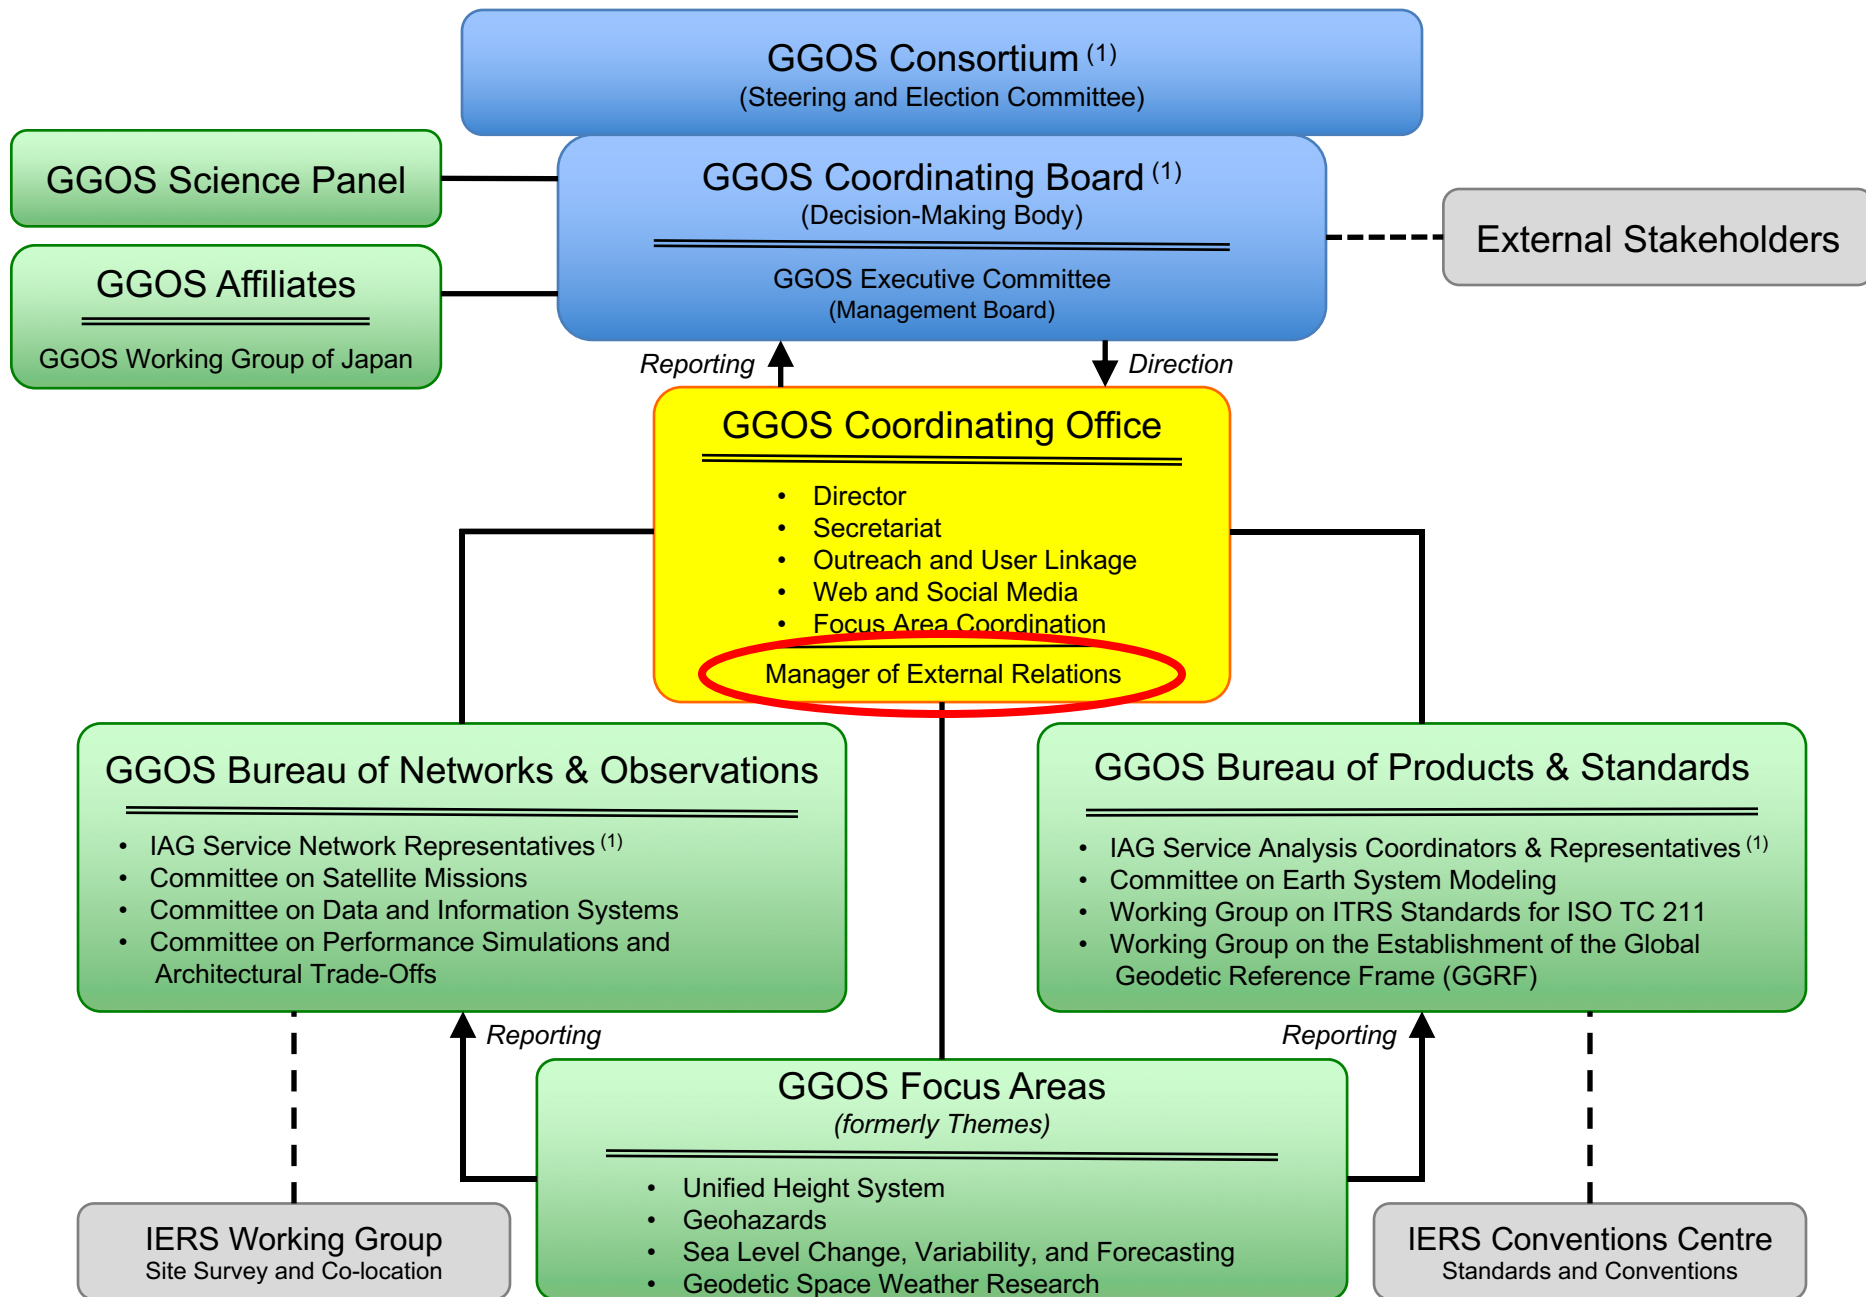 GGOS Consortium (1)
(Steering and Election Committee)
GGOS Science Panel
GGOS Coordinating Board (1)
(Decision-Making Body)
GGOS Executive Committee
(Management Board)
External Stakeholders
GGOS Affiliates
GGOS Working Group of Japan
Reporting
Direction
GGOS Coordinating Office
• Director
• Secretariat
• Outreach and User Linkage
• Web and Social Media
• Focus Area Coordination
Manager of External Relations
GGOS Bureau of Networks & Observations
• IAG Service Network Representatives (1)
• Committee on Satellite Missions
• Committee on Data and Information Systems
• Committee on Performance Simulations and
Architectural Trade-Offs
GGOS Bureau of Products & Standards
• IAG Service Analysis Coordinators & Representatives (1)
• Committee on Earth System Modeling
• Working Group on ITRS Standards for ISO TC 211
• Working Group on the Establishment of the Global
Geodetic Reference Frame (GGRF)
Reporting
Reporting
GGOS Focus Areas
(formerly Themes)
• Unified Height System
• Geohazards
• Sea Level Change, Variability, and Forecasting
• Geodetic Space Weather Research
IERS Working Group
Site Survey and Co-location
IERS Conventions Centre
Standards and Conventions